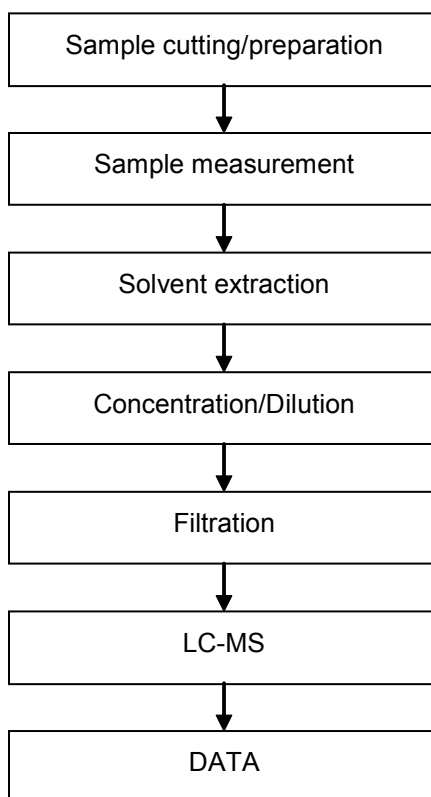 Sample cutting/preparation
Sample measurement
Solvent extraction
Concentration/Dilution
Filtration
LC-MS
DATA